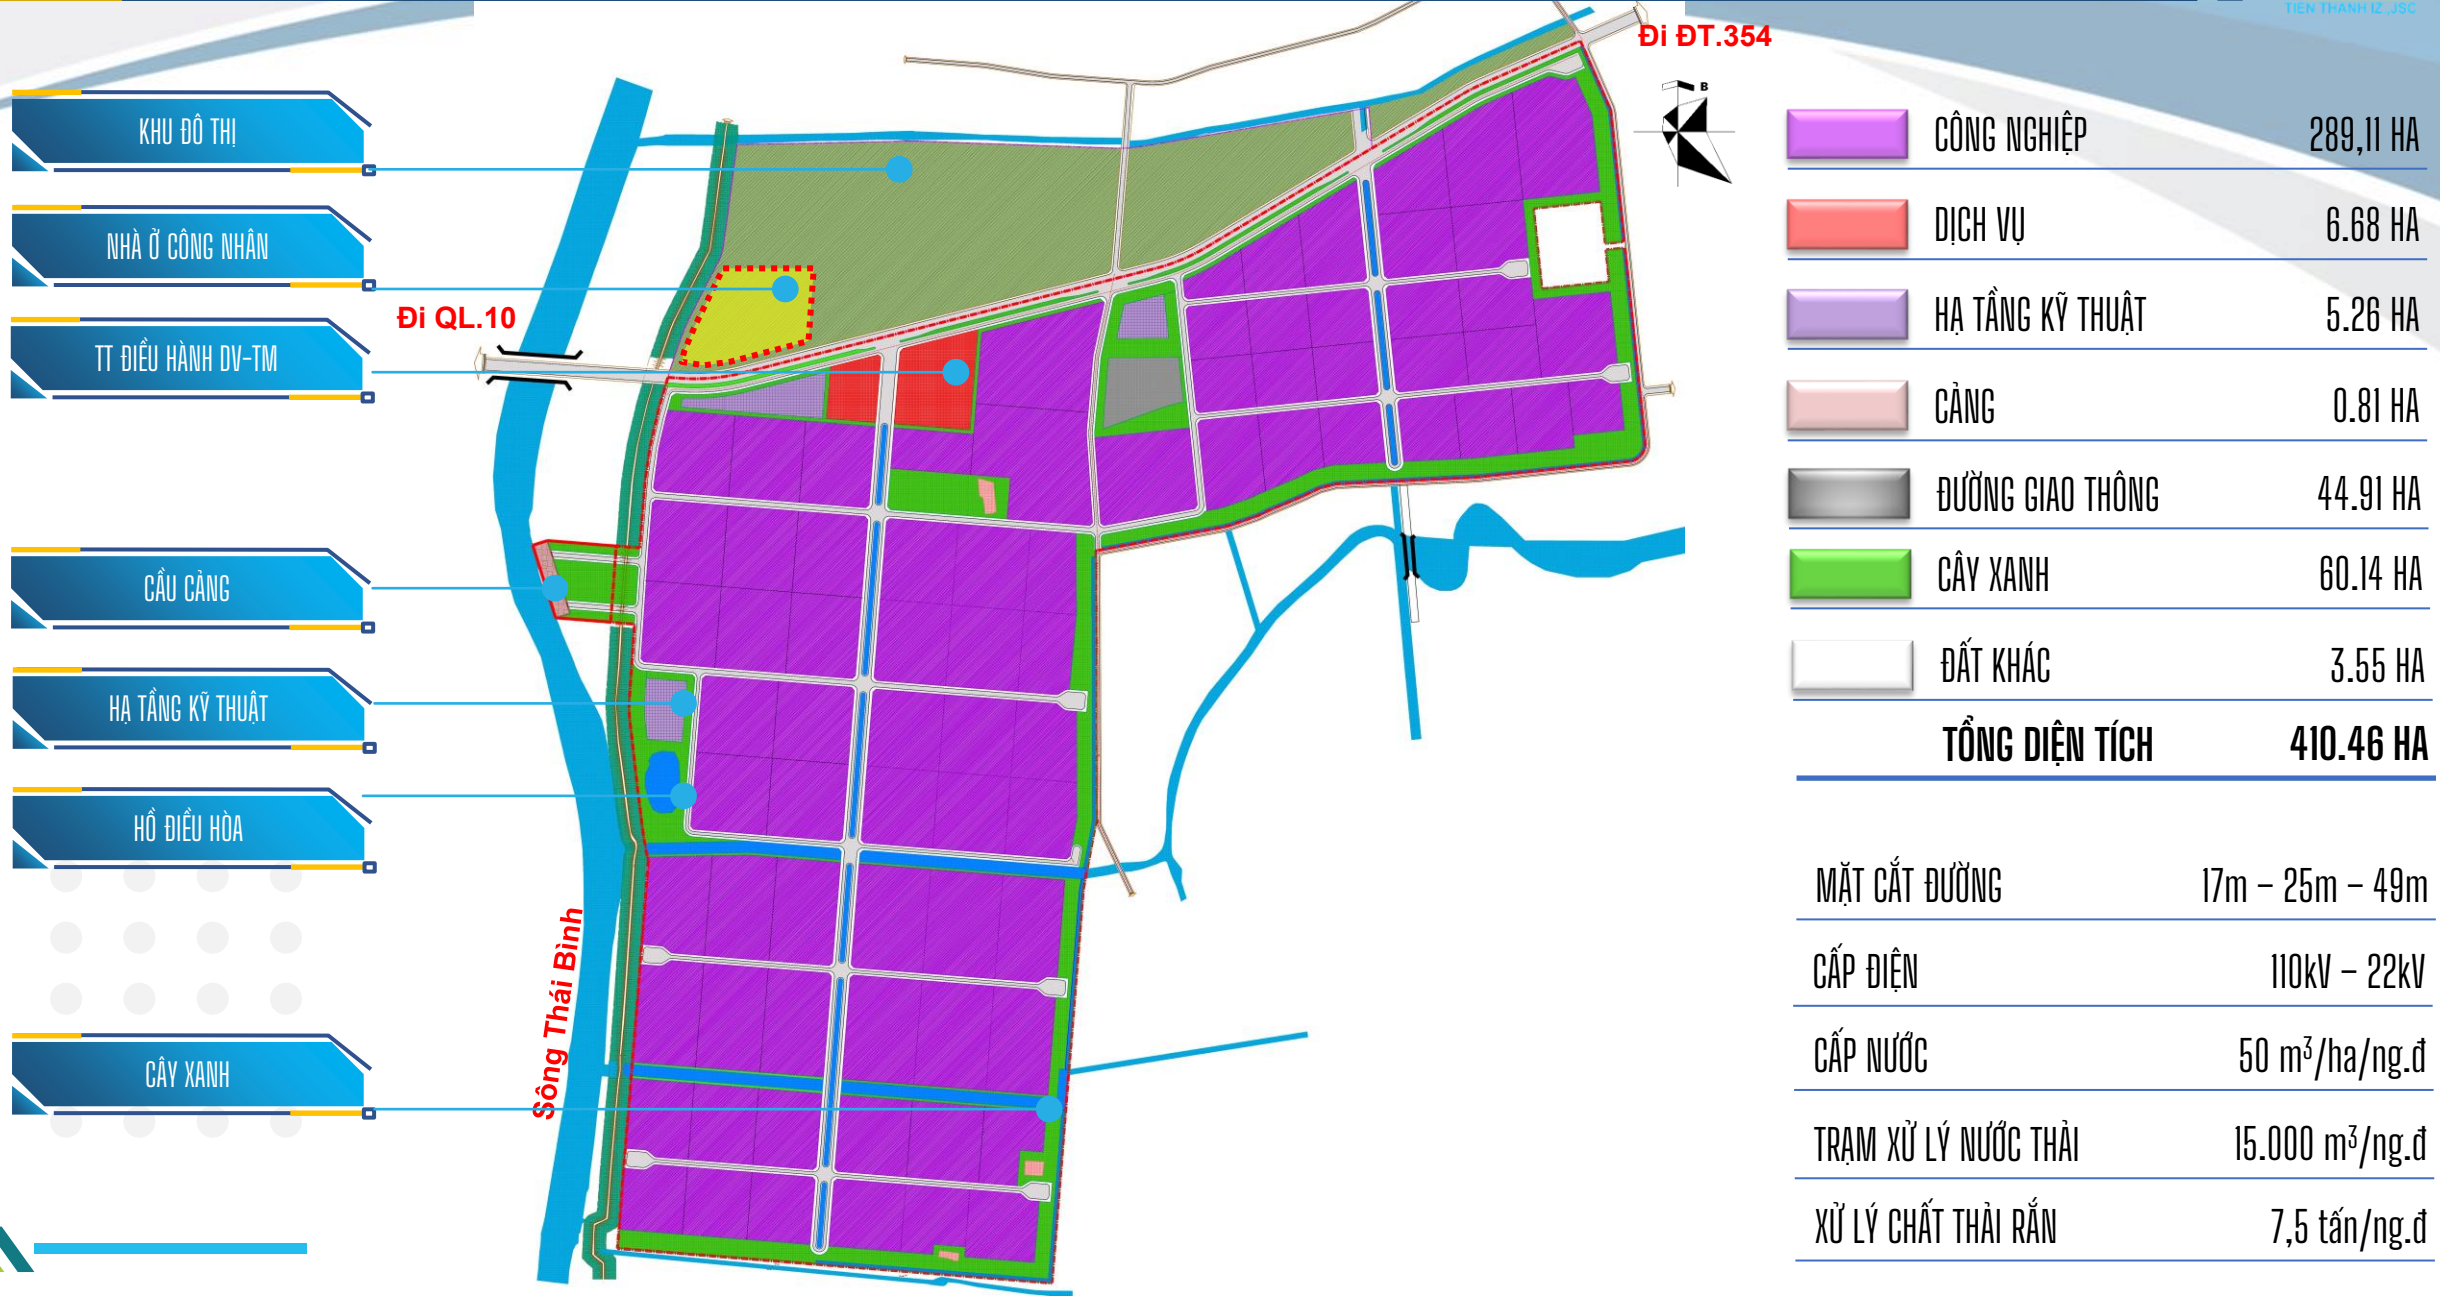 TIEN THANH IZ.,JSC
Đi ĐT.354
B
KHU ĐÔ THỊ
NHÀ Ở CÔNG NHÂN
Đi QL.10
TT ĐIỀU HÀNH DV-TM
CẦU CẢNG
HẠ TẦNG KỸ THUẬT
HỒ ĐIỀU HÒA
CÂY XANH
Sông Thái Bình
CÔNG NGHIỆP 289,11 HA
DỊCH VỤ 6.68 HA
HẠ TẦNG KỸ THUẬT 5.26 HA
CẢNG 0.81 HA
ĐƯỜNG GIAO THÔNG 44.91 HA
CÂY XANH 60.14 HA
ĐẤT KHÁC 3.55 HA
TỔNG DIỆN TÍCH 410.46 HA
MẶT CẮT ĐƯỜNG 17m – 25m – 49m
CẤP ĐIỆN 110kV – 22kV
CẤP NƯỚC 50 m³/ha/ng.đ
TRẠM XỬ LÝ NƯỚC THẢI 15.000 m³/ng.đ
XỬ LÝ CHẤT THẢI RẮN 7,5 tấn/ng.đ